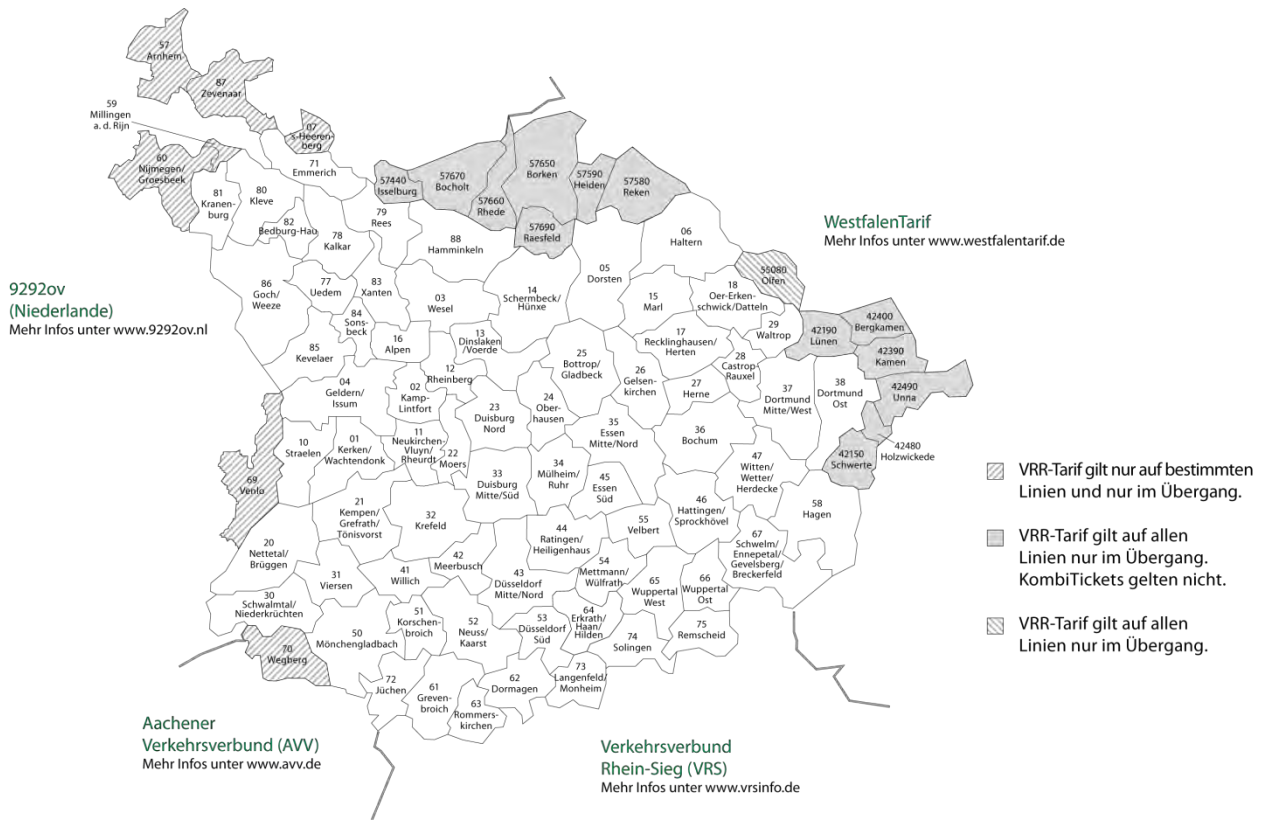 57
Arnhem
87
Zevenaar
59
Millingen
a. d. Rijn
07
's-Heeren-
berg
60
Nijmegen/
Groesbeek
71
Emmerich
57440
Isselburg
57670
Bocholt
57660
Rhede
57650
Borken
57590
Heiden
57580
Reken
57690
Raesfeld
81
Kranen-
burg
80
Kleve
82
Bedburg-Hau
78
Kalkar
79
Rees
88
Hamminkeln
06
Haltern
WestfalenTarif
Mehr Infos unter www.westfalentarif.de
05
Dorsten
55080
Olfen
9292ov
(Niederlande)
Mehr Infos unter www.9292ov.nl
86
Goch/
Weeze
77
Uedem
83
Xanten
03
Wesel
14
Schermbeck/
Hünxe
15
Marl
18
Oer-Erken-
schwick/Datteln
84
Sons-
beck
16
Alpen
13
Dinslaken
/Voerde
17
Recklinghausen/
Herten
29
Waltrop
42190
Lünen
42400
Bergkamen
42390
Kamen
85
Kevelaer
12
Rheinberg
25
Bottrop/
Gladbeck
26
Gelsen-
kirchen
28
Castrop-
Rauxel
04
Geldern/
Issum
02
Kamp-
Lintfort
24
Ober-
hausen
27
Herne
37
Dortmund
Mitte/West
38
Dortmund
Ost
42490
Unna
23
Duisburg
Nord
35
Essen
Mitte/Nord
36
Bochum
10
Straelen
01
Kerken/
Wachtendonk
11
Neukirchen-
Vluyn/
Rheurdt
22
Moers
42480
Holzwickede
42150
Schwerte
69
Venlo
33
Duisburg
Mitte/Süd
34
Mülheim/
Ruhr
45
Essen
Süd
47
Witten/
Wetter/
Herdecke
VRR-Tarif gilt nur auf bestimmten
Linien und nur im Übergang.
21
Kempen/
Grefrath/
Tönisvorst
32
Krefeld
46
Hattingen/
Sprockhövel
58
Hagen
44
Ratingen/
Heiligenhaus
55
Velbert
67
Schwelm/
Ennepetal/
Gevelsberg/
Breckerfeld
VRR-Tarif gilt auf allen
Linien nur im Übergang.
KombiTickets gelten nicht.
20
Nettetal/
Brüggen
31
Viersen
41
Willich
42
Meerbusch
43
Düsseldorf
Mitte/Nord
54
Mettmann/
Wülfrath
65
Wuppertal
West
66
Wuppertal
Ost
30
Schwalmtal/
Niederkrüchten
51
Korschen-
broich
52
Neuss/
Kaarst
53
Düsseldorf
Süd
64
Erkrath/
Haan/
Hilden
74
Solingen
75
Remscheid
VRR-Tarif gilt auf allen
Linien nur im Übergang.
50
Mönchengladbach
70
Wegberg
72
Jüchen
61
Greven-
broich
63
Rommers-
kirchen
62
Dormagen
73
Langenfeld/
Monheim
Aachener
Verkehrsverbund (AVV)
Mehr Infos unter www.avv.de
Verkehrsverbund
Rhein-Sieg (VRS)
Mehr Infos unter www.vrsinfo.de